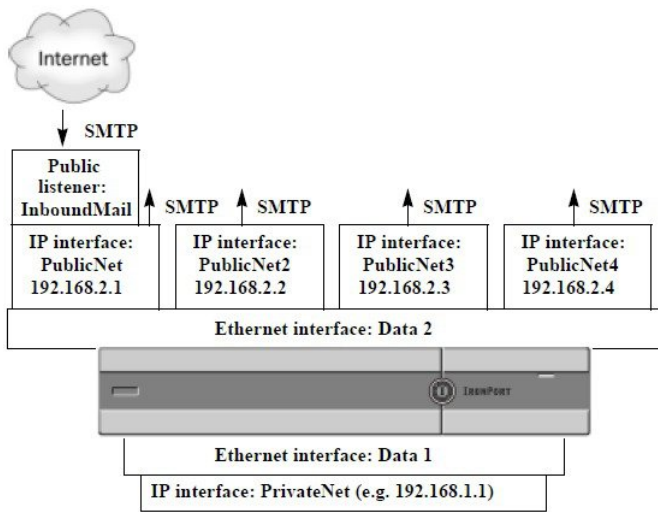 Internet
SMTP
Public
listener:
InboundMail
SMTP
SMTP
SMTP
SMTP
IP interface:
PublicNet
192.168.2.1
IP interface:
PublicNet2
192.168.2.2
IP interface:
PublicNet3
192.168.2.3
IP interface:
PublicNet4
192.168.2.4
Ethernet interface: Data 2
IRONPORT
Ethernet interface: Data 1
IP interface: PrivateNet (e.g. 192.168.1.1)